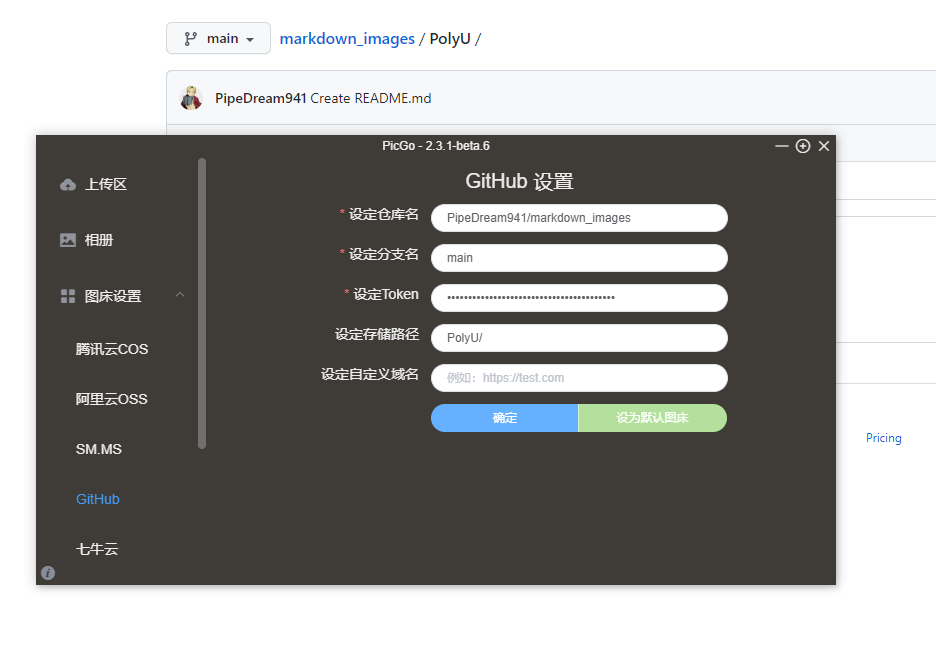 main
markdown_images / PolyU /
PipeDream941 Create README.md
PicGo - 2.3.1-beta.6
上传区
相册
图床设置
腾讯云COS
阿里云OSS
SM.MS
GitHub
七牛云
GitHub 设置
* 设定仓库名 PipeDream941/markdown_images
* 设定分支名 main
* 设定Token ••••••••••••••••••••••••••••••••••••••••
设定存储路径 PolyU/
设定自定义域名 例如：https://test.com
确定 设为默认图床
Pricing